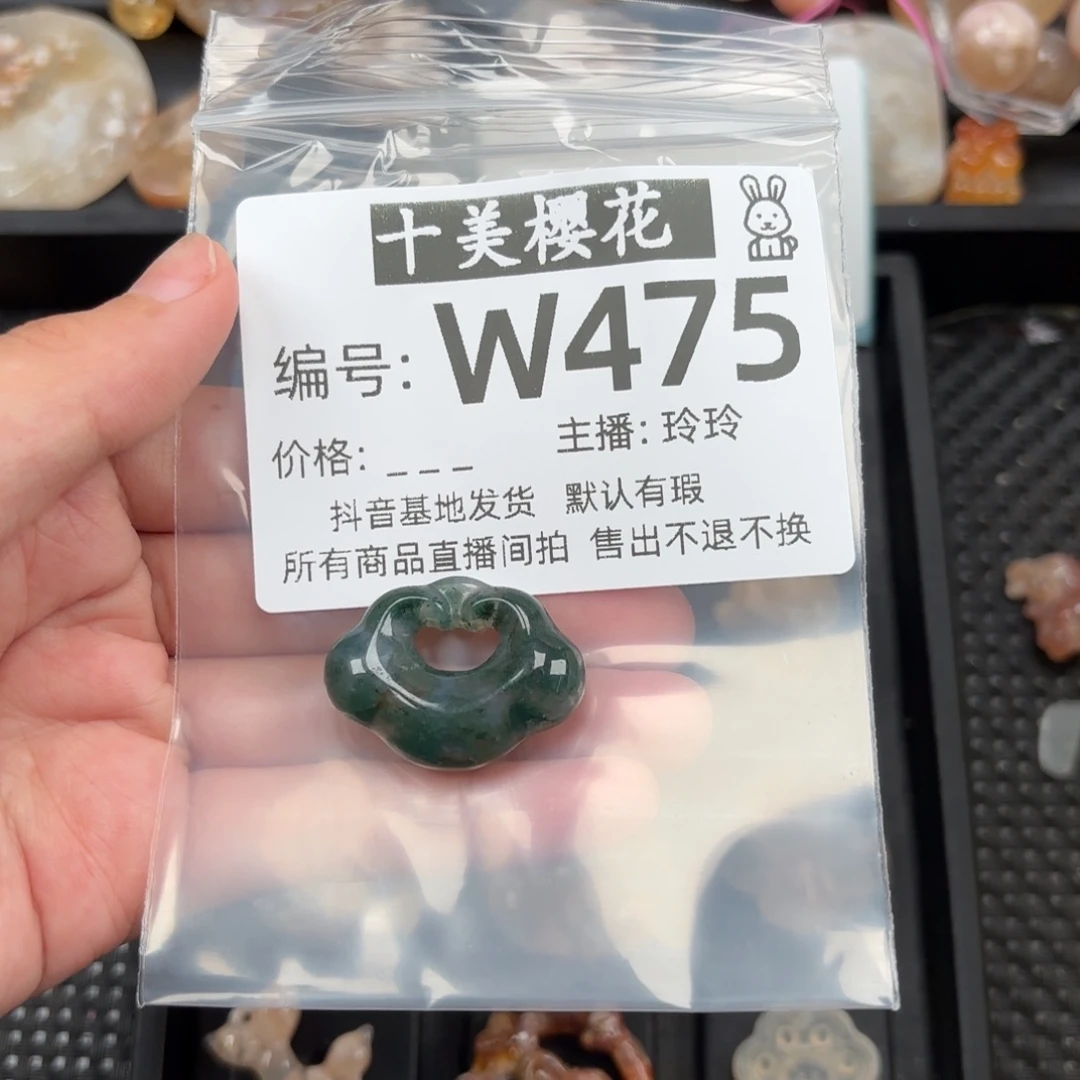 十美樱花
编号: W475
价格: _ _ _ 主播: 玲玲
抖音基地发货 默认有瑕
所有商品直播间拍 售出不退不换